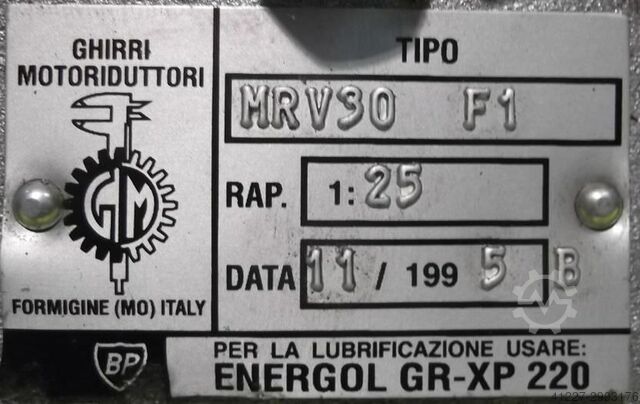 GHIRRI
MOTORIDUTTORI
GM
FORMIGINE (MO) ITALY
TIPO
MRV30 F1
RAP. 1: 25
DATA 11 / 199 5 B
BP
PER LA LUBRIFICAZIONE USARE:
ENERGOL GR-XP 220